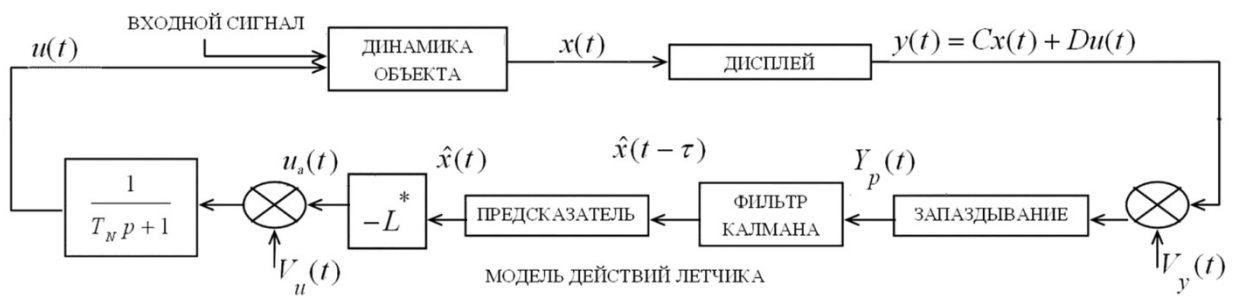 ВХОДНОЙ СИГНАЛ
u(t)
ДИНАМИКА
ОБЪЕКТА
x(t)
ДИСПЛЕЙ
y(t) = Cx(t) + Du(t)
1
T_N p + 1
u_a(t)
V_u(t)
-L*
x̂(t)
ПРЕДСКАЗАТЕЛЬ
x̂(t − τ)
ФИЛЬТР
КАЛМАНА
Y_p(t)
ЗАПАЗДЫВАНИЕ
V_y(t)
МОДЕЛЬ ДЕЙСТВИЙ ЛЕТЧИКА